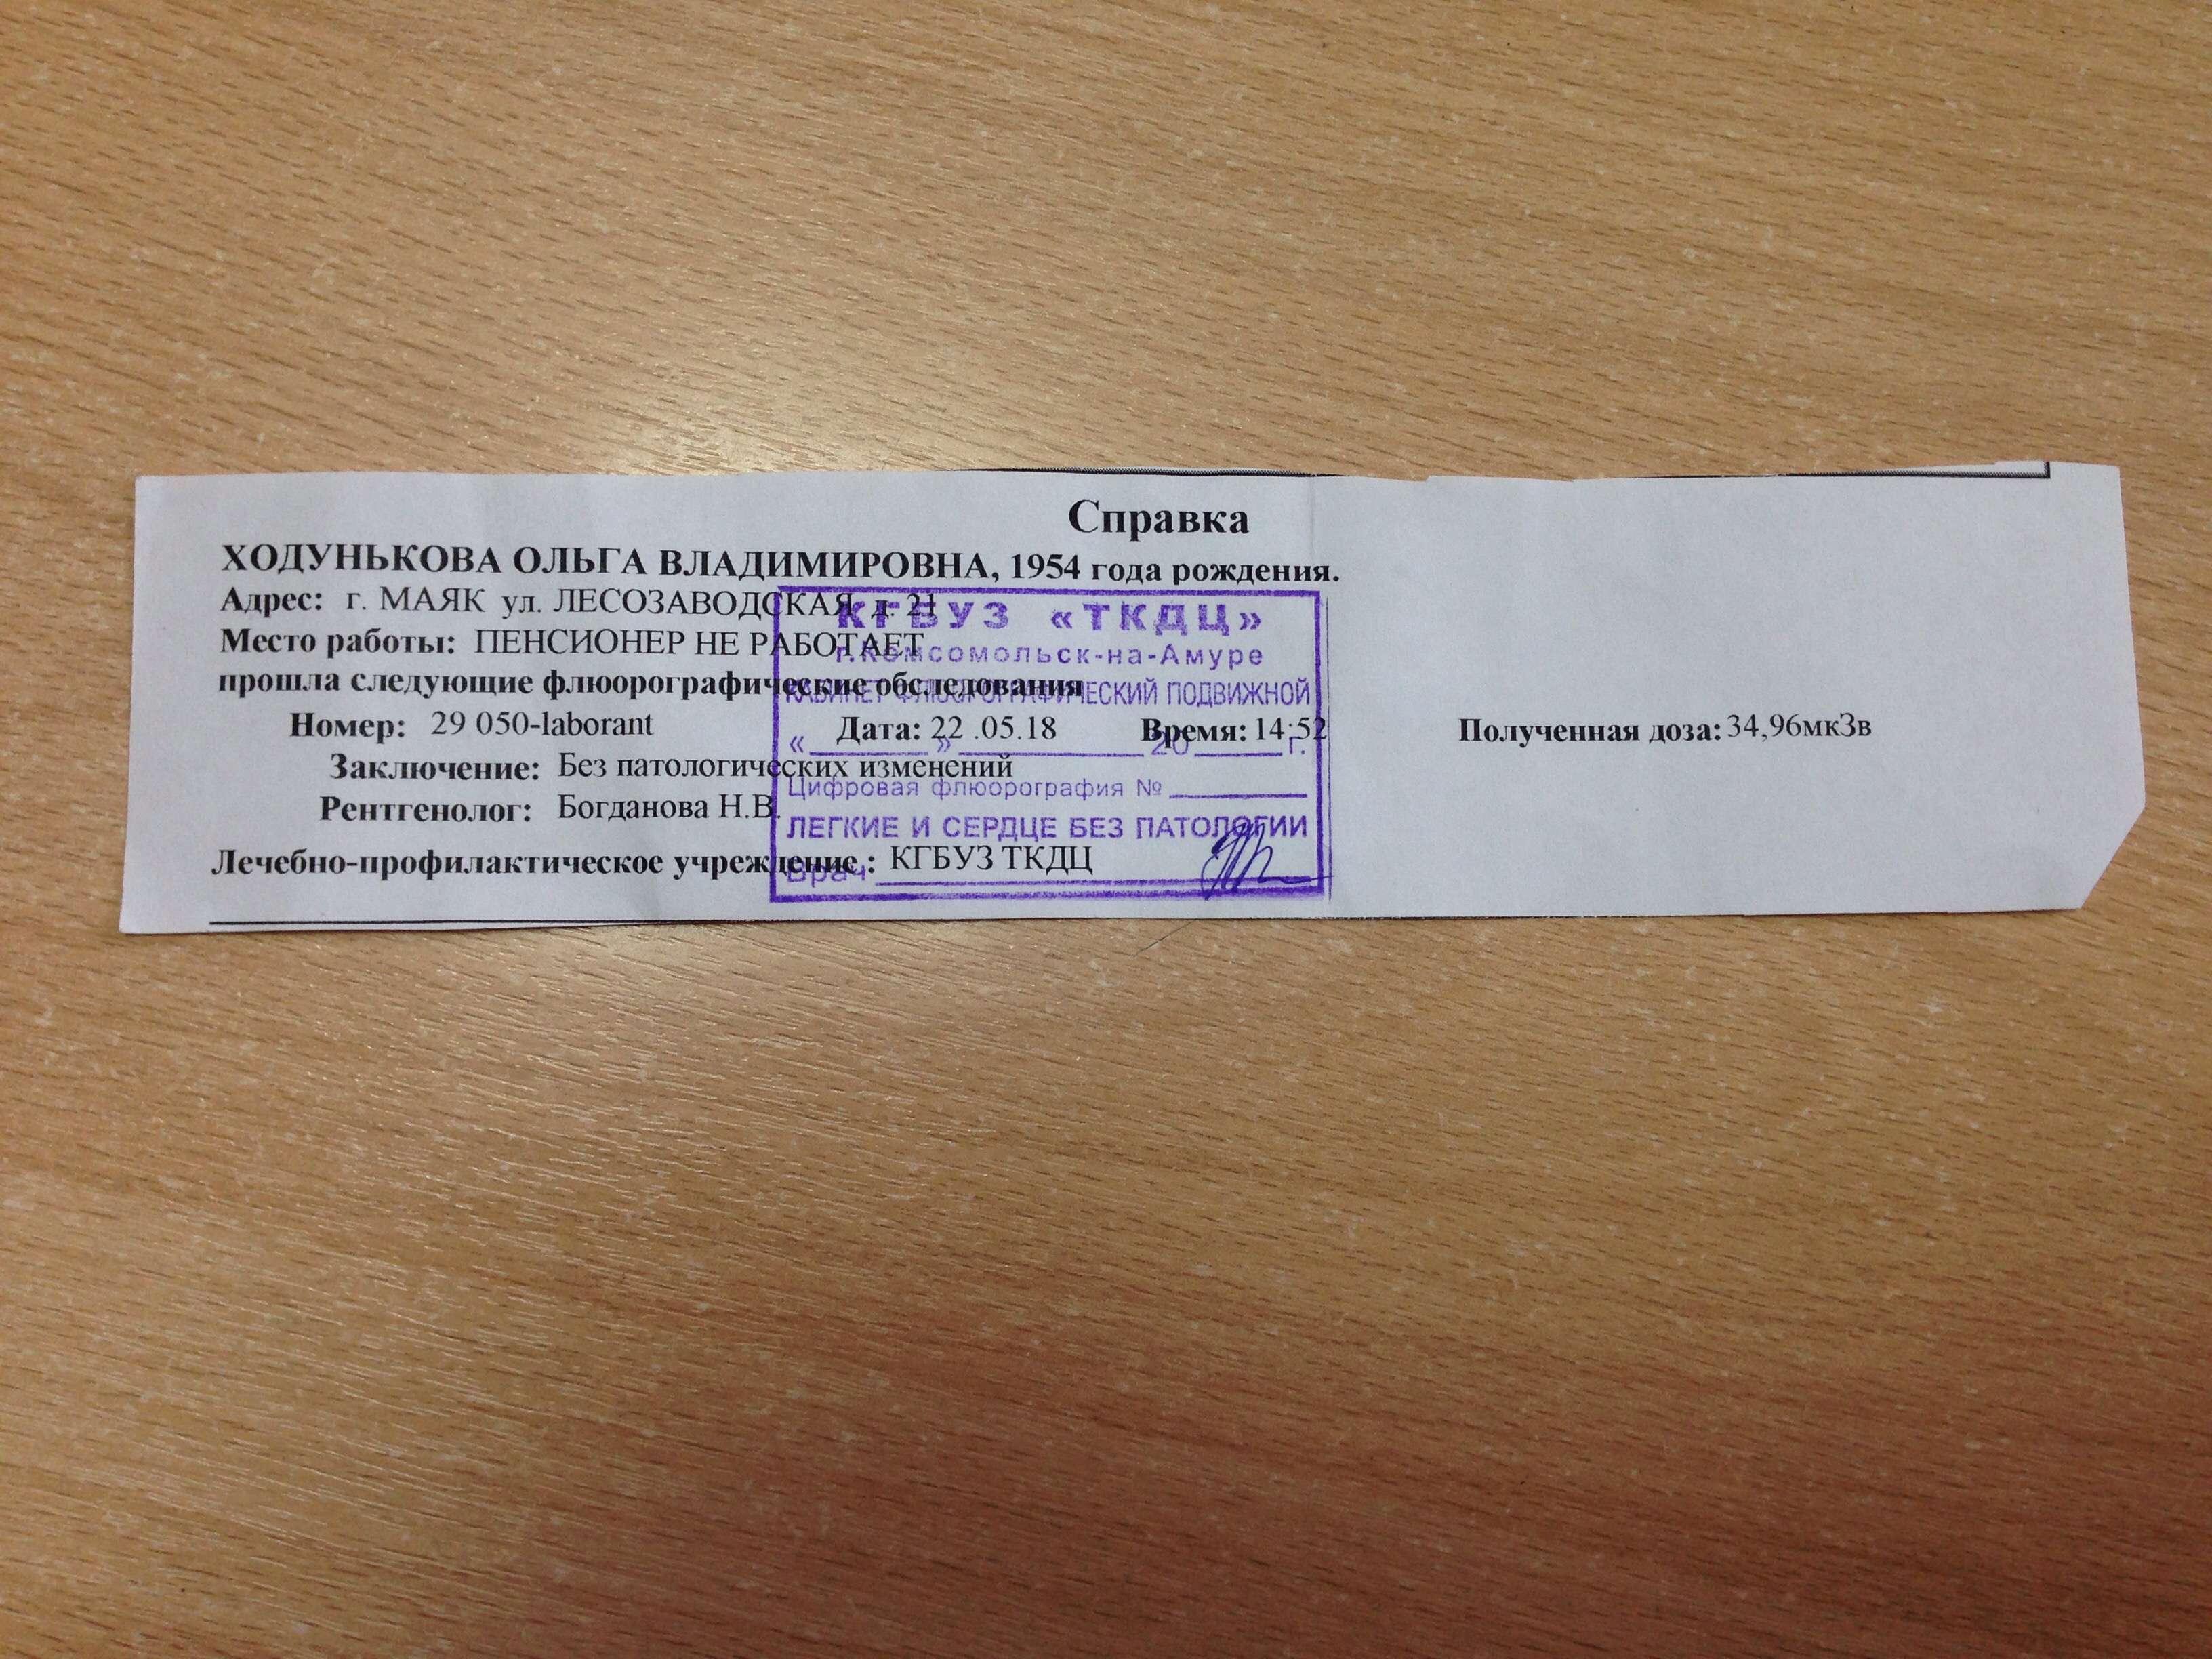 Справка
ХОДУНЬКОВА ОЛЬГА ВЛАДИМИРОВНА, 1954 года рождения.
Адрес: г. МАЯК ул. ЛЕСОЗАВОДСКАЯ д. 21
Место работы: ПЕНСИОНЕР НЕ РАБОТАЕТ
прошла следующие флюорографические обследования
Номер: 29 050-laborant Дата: 22 .05.18 Время: 14:52 Полученная доза: 34,96мкЗв
Заключение: Без патологических изменений
Рентгенолог: Богданова Н.В.
Лечебно-профилактическое учреждение : КГБУЗ ТКДЦ
КГБУЗ «ТКДЦ»
г.Комсомольск-на-Амуре
КАБИНЕТ ФЛЮОРОГРАФИЧЕСКИЙ ПОДВИЖНОЙ
« » 20 г.
Цифровая флюорография №
ЛЕГКИЕ И СЕРДЦЕ БЕЗ ПАТОЛОГИИ
Врач